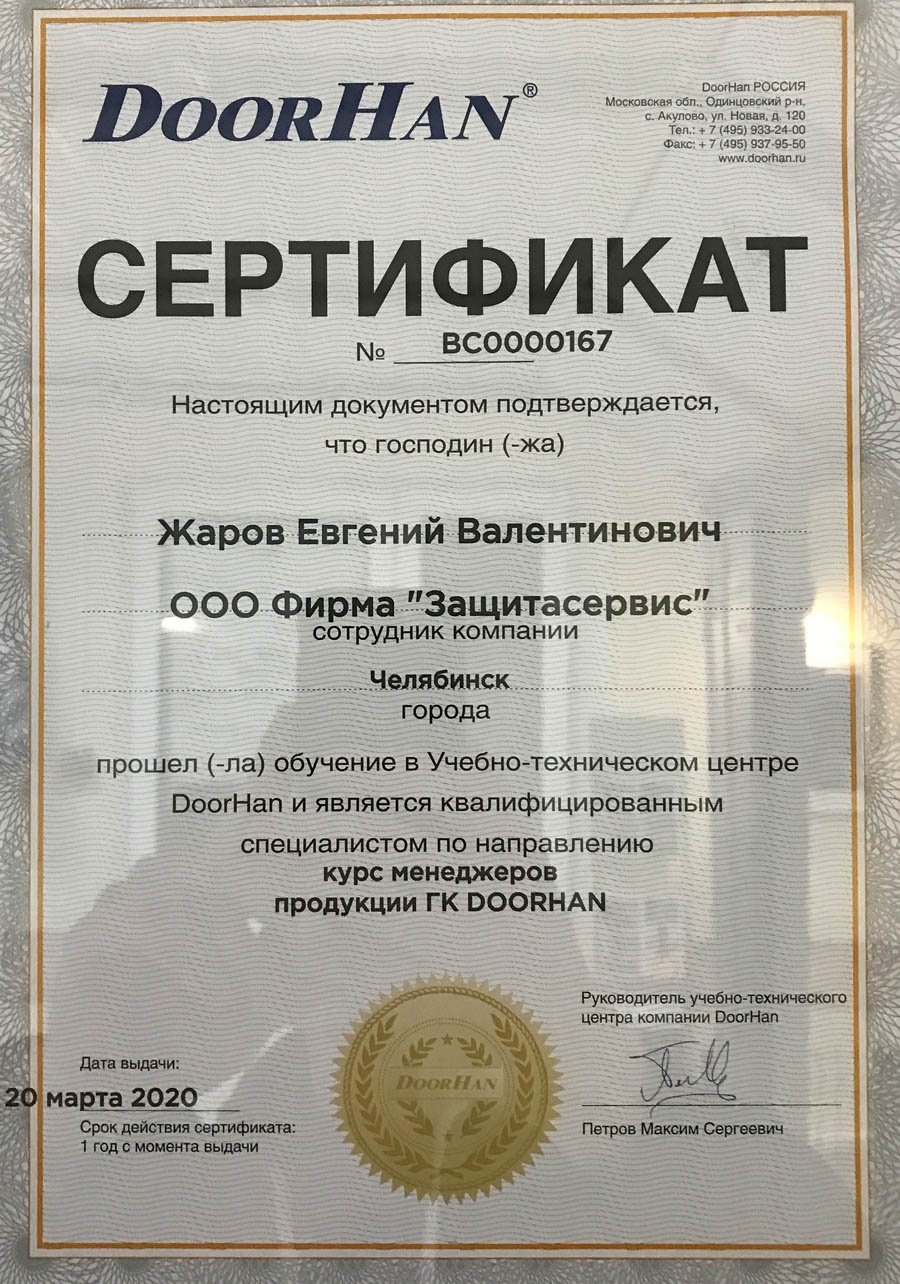 DOORHAN®
DoorHan РОССИЯ
Московская обл., Одинцовский р-н,
с. Акулово, ул. Новая, д. 120
Тел.: + 7 (495) 933-24-00
Факс: + 7 (495) 937-95-50
www.doorhan.ru
СЕРТИФИКАТ
№ ВС0000167
Настоящим документом подтверждается,
что господин (-жа)
Жаров Евгений Валентинович
ООО Фирма "Защитасервис"
сотрудник компании
Челябинск
города
прошел (-ла) обучение в Учебно-техническом центре
DoorHan и является квалифицированным
специалистом по направлению
курс менеджеров
продукции ГК DOORHAN
Руководитель учебно-технического
центра компании DoorHan
Дата выдачи:
20 марта 2020
Срок действия сертификата:
1 год с момента выдачи
DOORHAN
Петров Максим Сергеевич